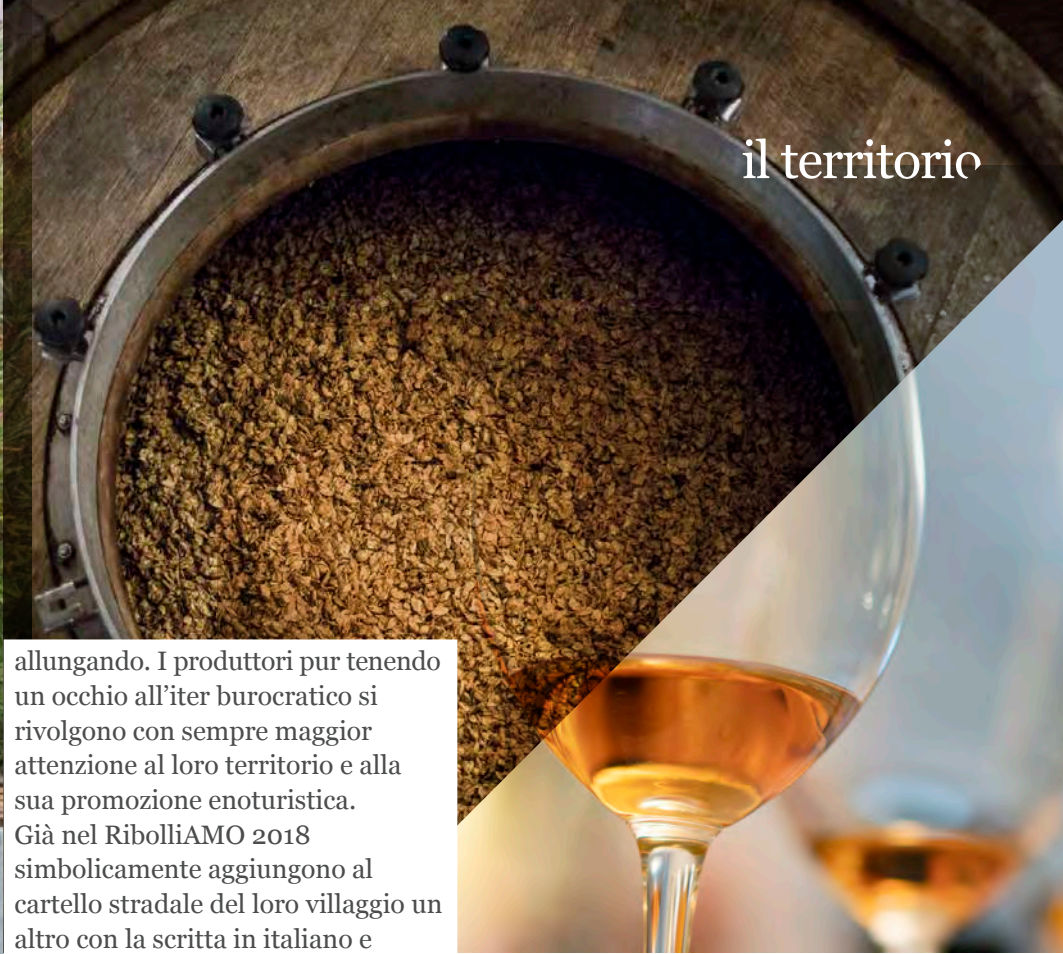 il territorio
allungando. I produttori pur tenendo
un occhio all’iter burocratico si
rivolgono con sempre maggior
attenzione al loro territorio e alla
sua promozione enoturistica.
Già nel RibolliAMO 2018
simbolicamente aggiungono al
cartello stradale del loro villaggio un
altro con la scritta in italiano e